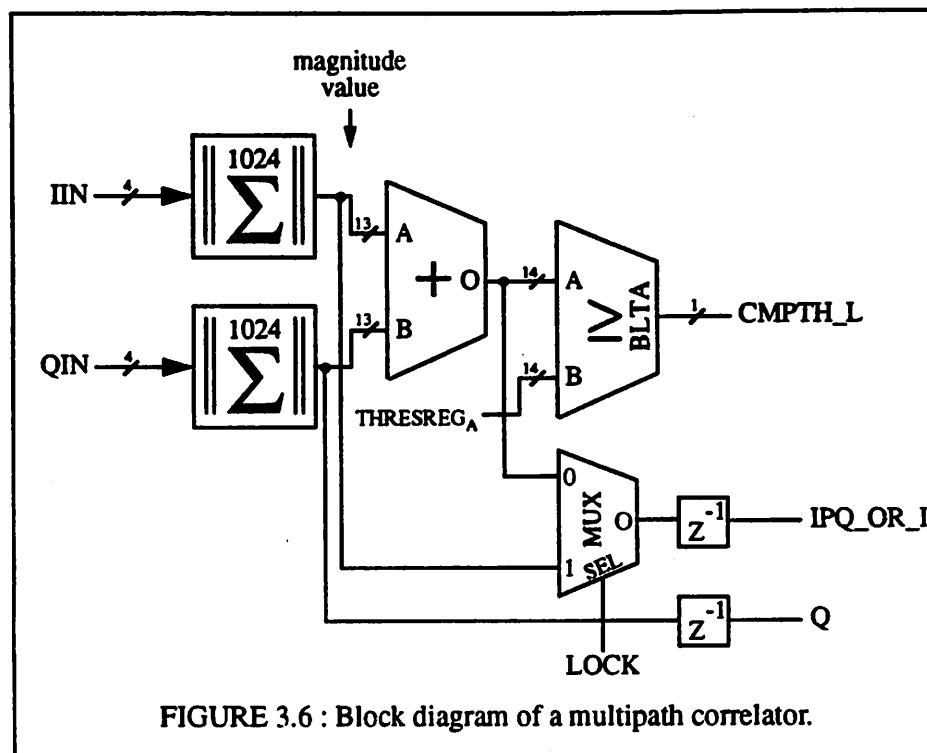 magnitude
value
1024
∑
IIN
4
13
A
+
O
B
13
1024
∑
QIN
4
14
A
≥
BLTA
1
CMPTH_L
14
B
THRESREG_A
0
MUX
O
1
SEL
z^-1
IPQ_OR_I
z^-1
Q
LOCK
FIGURE 3.6 : Block diagram of a multipath correlator.